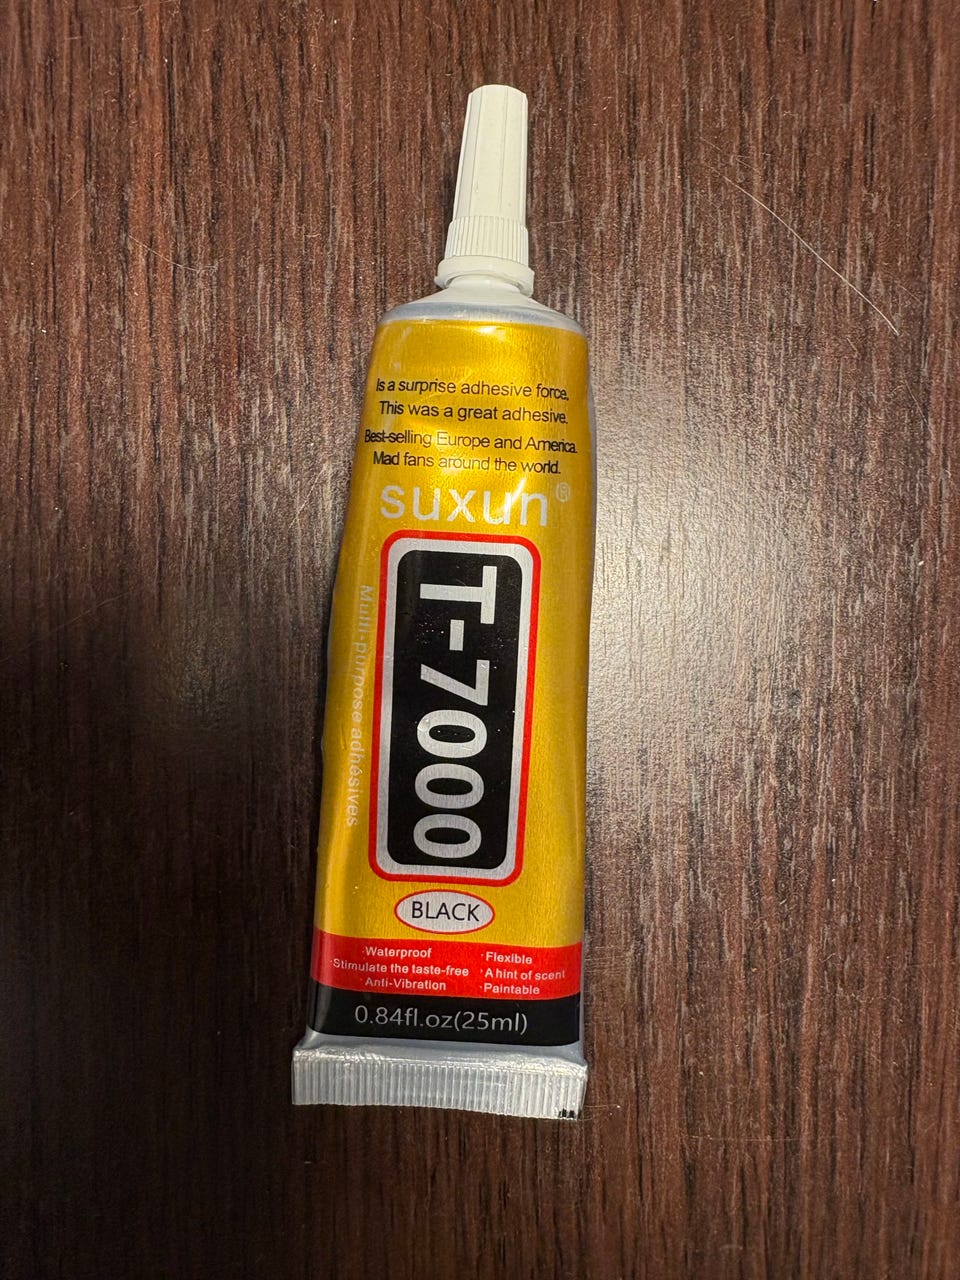 Is a surprise adhesive force,
This was a great adhesive.
Best-selling Europe and America.
Mad fans around the world.
suxun®
T-7000
Multi-purpose adhesives
BLACK
·Waterproof
·Stimulate the taste-free
·Anti-Vibration
·Flexible
·A hint of scent
·Paintable
0.84fl.oz(25ml)